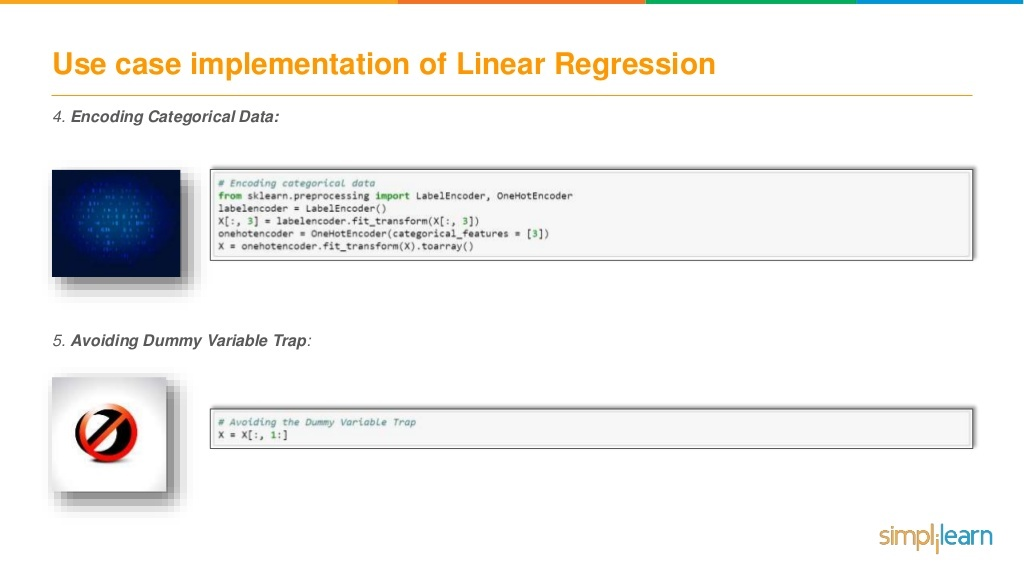 Use case implementation of Linear Regression
4. Encoding Categorical Data:
# Encoding categorical data
from sklearn.preprocessing import LabelEncoder, OneHotEncoder
labelencoder = LabelEncoder()
X[:, 3] = labelencoder.fit_transform(X[:, 3])
onehotencoder = OneHotEncoder(categorical_features = [3])
X = onehotencoder.fit_transform(X).toarray()
5. Avoiding Dummy Variable Trap:
# Avoiding the Dummy Variable Trap
X = X[:, 1:]
simplilearn